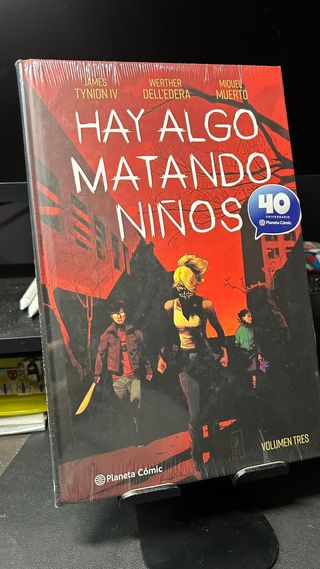 JAMES
TYNION IV
WERTHER
DELL'EDERA
MIQUEL
MUERTO
HAY ALGO
MATANDO
NIÑOS
40
ANIVERSARIO
Planeta Cómic
VOLUMEN TRES
Planeta Cómic